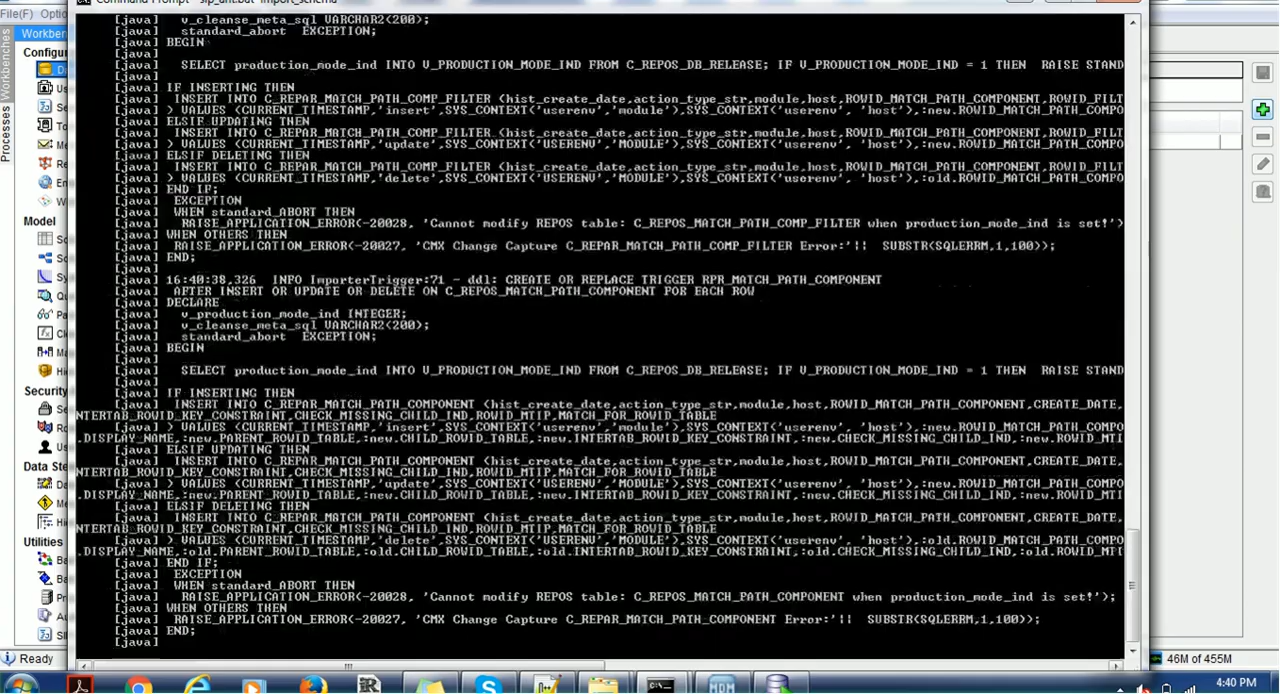 Command Prompt - sip_ant.bat import_schema
File(F) Optio
Workbenches
Processes
Workben
Configur
Model
Security
Data Ste
Utilities
[java] v_cleanse_meta_sql VARCHAR2(200);
[java] standard_abort EXCEPTION;
[java] BEGIN
[java]
[java] SELECT production_mode_ind INTO V_PRODUCTION_MODE_IND FROM C_REPOS_DB_RELEASE; IF V_PRODUCTION_MODE_IND = 1 THEN RAISE STAND
[java]
[java] IF INSERTING THEN
[java] INSERT INTO C_REPAR_MATCH_PATH_COMP_FILTER (hist_create_date,action_type_str,module,host,ROWID_MATCH_PATH_COMPONENT,ROWID_FILT
[java] ) VALUES (CURRENT_TIMESTAMP,'insert',SYS_CONTEXT('userenv','module'),SYS_CONTEXT('userenv', 'host'),:new.ROWID_MATCH_PATH_COMPO
[java] ELSIF UPDATING THEN
[java] INSERT INTO C_REPAR_MATCH_PATH_COMP_FILTER (hist_create_date,action_type_str,module,host,ROWID_MATCH_PATH_COMPONENT,ROWID_FILT
[java] ) VALUES (CURRENT_TIMESTAMP,'update',SYS_CONTEXT('USERENV','MODULE'),SYS_CONTEXT('userenv', 'host'),:new.ROWID_MATCH_PATH_COMPO
[java] ELSIF DELETING THEN
[java] INSERT INTO C_REPAR_MATCH_PATH_COMP_FILTER (hist_create_date,action_type_str,module,host,ROWID_MATCH_PATH_COMPONENT,ROWID_FILT
[java] ) VALUES (CURRENT_TIMESTAMP,'delete',SYS_CONTEXT('USERENV','MODULE'),SYS_CONTEXT('userenv', 'host'),:old.ROWID_MATCH_PATH_COMPO
[java] END IF;
[java] EXCEPTION
[java] WHEN standard_ABORT THEN
[java] RAISE_APPLICATION_ERROR(-20028, 'Cannot modify REPOS table: C_REPOS_MATCH_PATH_COMP_FILTER when production_mode_ind is set!')
[java] WHEN OTHERS THEN
[java] RAISE_APPLICATION_ERROR(-20027, 'CMX Change Capture C_REPAR_MATCH_PATH_COMP_FILTER Error:'|| SUBSTR(SQLERRM,1,100));
[java] END;
[java]
[java] 16:40:38,326 INFO ImporterTrigger:71 - ddl: CREATE OR REPLACE TRIGGER RPR_MATCH_PATH_COMPONENT
[java] AFTER INSERT OR UPDATE OR DELETE ON C_REPOS_MATCH_PATH_COMPONENT FOR EACH ROW
[java] DECLARE
[java] v_production_mode_ind INTEGER;
[java] v_cleanse_meta_sql VARCHAR2(200);
[java] standard_abort EXCEPTION;
[java] BEGIN
[java]
[java] SELECT production_mode_ind INTO V_PRODUCTION_MODE_IND FROM C_REPOS_DB_RELEASE; IF V_PRODUCTION_MODE_IND = 1 THEN RAISE STAND
[java]
[java] IF INSERTING THEN
[java] INSERT INTO C_REPAR_MATCH_PATH_COMPONENT (hist_create_date,action_type_str,module,host,ROWID_MATCH_PATH_COMPONENT,CREATE_DATE,
NTERTAB_ROWID_KEY_CONSTRAINT,CHECK_MISSING_CHILD_IND,ROWID_MTIP,MATCH_FOR_ROWID_TABLE
[java] ) VALUES (CURRENT_TIMESTAMP,'insert',SYS_CONTEXT('userenv','module'),SYS_CONTEXT('userenv', 'host'),:new.ROWID_MATCH_PATH_COMPO
.DISPLAY_NAME,:new.PARENT_ROWID_TABLE,:new.CHILD_ROWID_TABLE,:new.INTERTAB_ROWID_KEY_CONSTRAINT,:new.CHECK_MISSING_CHILD_IND,:new.ROWID_MTI
[java] ELSIF UPDATING THEN
[java] INSERT INTO C_REPAR_MATCH_PATH_COMPONENT (hist_create_date,action_type_str,module,host,ROWID_MATCH_PATH_COMPONENT,CREATE_DATE,
NTERTAB_ROWID_KEY_CONSTRAINT,CHECK_MISSING_CHILD_IND,ROWID_MTIP,MATCH_FOR_ROWID_TABLE
[java] ) VALUES (CURRENT_TIMESTAMP,'update',SYS_CONTEXT('USERENV','MODULE'),SYS_CONTEXT('userenv', 'host'),:new.ROWID_MATCH_PATH_COMPO
.DISPLAY_NAME,:new.PARENT_ROWID_TABLE,:new.CHILD_ROWID_TABLE,:new.INTERTAB_ROWID_KEY_CONSTRAINT,:new.CHECK_MISSING_CHILD_IND,:new.ROWID_MTI
[java] ELSIF DELETING THEN
[java] INSERT INTO C_REPAR_MATCH_PATH_COMPONENT (hist_create_date,action_type_str,module,host,ROWID_MATCH_PATH_COMPONENT,CREATE_DATE,
NTERTAB_ROWID_KEY_CONSTRAINT,CHECK_MISSING_CHILD_IND,ROWID_MTIP,MATCH_FOR_ROWID_TABLE
[java] ) VALUES (CURRENT_TIMESTAMP,'delete',SYS_CONTEXT('USERENV','MODULE'),SYS_CONTEXT('userenv', 'host'),:old.ROWID_MATCH_PATH_COMPO
.DISPLAY_NAME,:old.PARENT_ROWID_TABLE,:old.CHILD_ROWID_TABLE,:old.INTERTAB_ROWID_KEY_CONSTRAINT,:old.CHECK_MISSING_CHILD_IND,:old.ROWID_MTI
[java] END IF;
[java] EXCEPTION
[java] WHEN standard_ABORT THEN
[java] RAISE_APPLICATION_ERROR(-20028, 'Cannot modify REPOS table: C_REPOS_MATCH_PATH_COMPONENT when production_mode_ind is set!');
[java] WHEN OTHERS THEN
[java] RAISE_APPLICATION_ERROR(-20027, 'CMX Change Capture C_REPAR_MATCH_PATH_COMPONENT Error:'|| SUBSTR(SQLERRM,1,100));
[java] END;
[java]
Ready
46M of 455M
MDM
4:40 PM